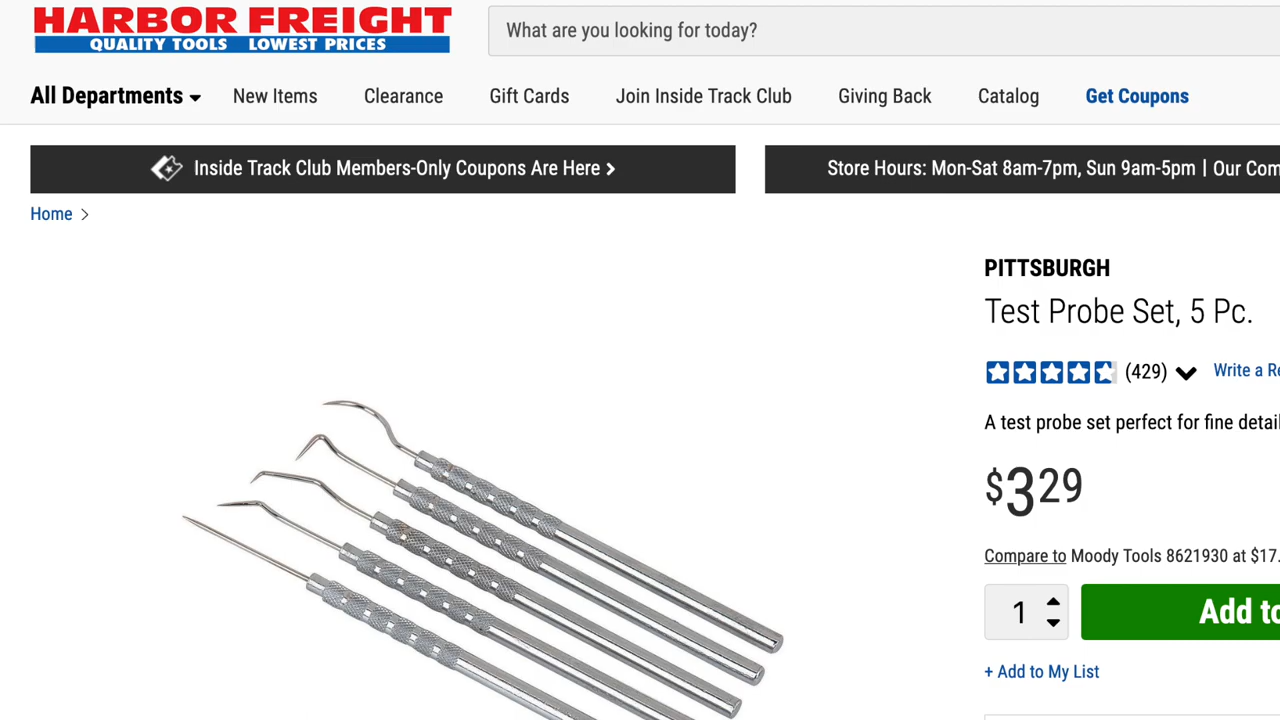 HARBOR FREIGHT
QUALITY TOOLS LOWEST PRICES
What are you looking for today?
All Departments
New Items
Clearance
Gift Cards
Join Inside Track Club
Giving Back
Catalog
Get Coupons
Inside Track Club Members-Only Coupons Are Here
Store Hours: Mon-Sat 8am-7pm, Sun 9am-5pm | Our Com
Home
PITTSBURGH
Test Probe Set, 5 Pc.
(429)
Write a Re
A test probe set perfect for fine detail
$3 29
Compare to Moody Tools 8621930 at $17.
1
Add to
+ Add to My List